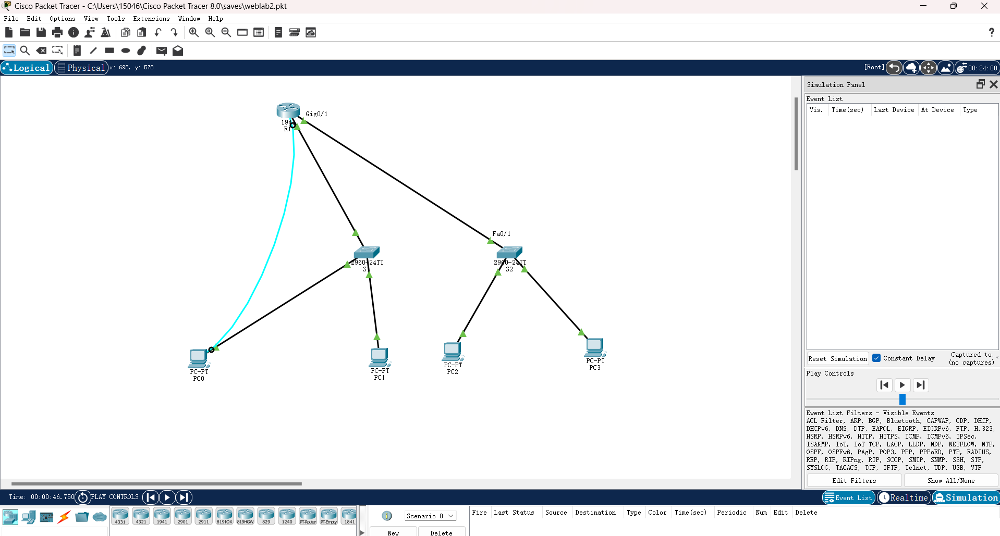 Cisco Packet Tracer - C:\Users\15046\Cisco Packet Tracer 8.0\saves\weblab2.pkt
File Edit Options View Tools Extensions Window Help
?
Logical Physical x: 698, y: 578 [Root] 00:24:00
Simulation Panel
Event List
Vis. Time(sec) Last Device At Device Type
Gig0/1
194
R1
Fa0/1
2960-24TT
S1
2960-24TT
S2
PC-PT
PC0
PC-PT
PC1
PC-PT
PC2
PC-PT
PC3
Reset Simulation Constant Delay Captured to: *
(no captures)
Play Controls
Event List Filters - Visible Events
ACL Filter, ARP, BGP, Bluetooth, CAPWAP, CDP, DHCP,
DHCPv6, DNS, DTP, EAPOL, EIGRP, EIGRPv6, FTP, H.323,
HSRP, HSRPv6, HTTP, HTTPS, ICMP, ICMPv6, IPSec,
ISAKMP, IoT, IoT TCP, LACP, LLDP, NDP, NETFLOW, NTP,
OSPF, OSPFv6, PAgP, POP3, PPP, PPPoED, PTP, RADIUS,
REP, RIP, RIPng, RTP, SCCP, SMTP, SNMP, SSH, STP,
SYSLOG, TACACS, TCP, TFTP, Telnet, UDP, USB, VTP
Edit Filters Show All/None
Time: 00:00:46.750 PLAY CONTROLS: Event List Realtime Simulation
4331 4321 1941 2901 2911 819IOX 819HGW 829 1240 PT-Router PT-Empty 1841
Scenario 0
New Delete
Fire Last Status Source Destination Type Color Time(sec) Periodic Num Edit Delete